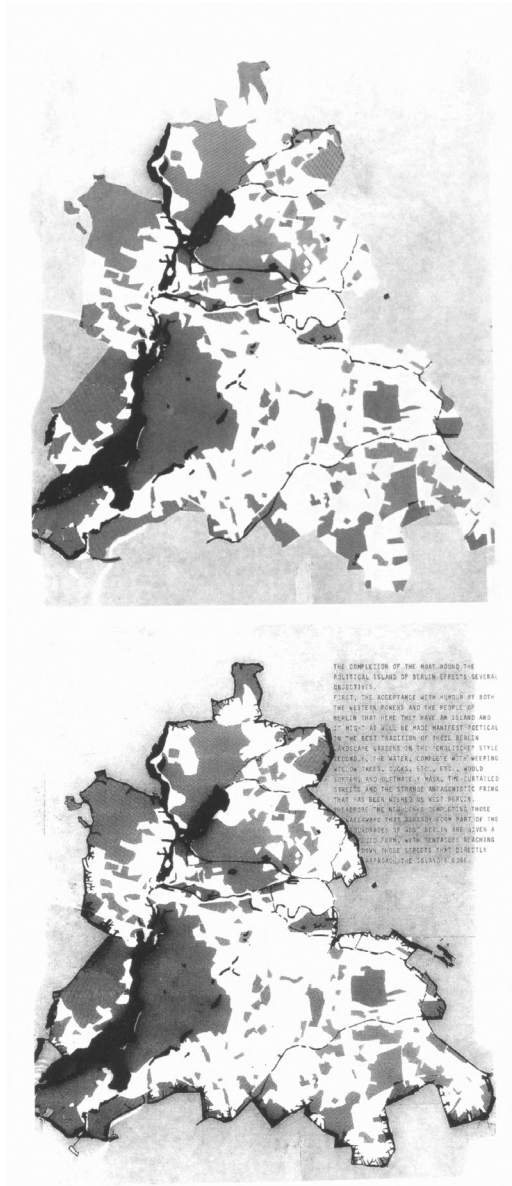 THE COMPLETION OF THE MOAT ROUND THE
POLITICAL ISLAND OF BERLIN EFFECTS SEVERAL
OBJECTIVES.
FIRST, THE ACCEPTANCE WITH HUMOUR BY BOTH
THE WESTERN POWERS AND THE PEOPLE OF
BERLIN THAT HERE THEY HAVE AN ISLAND AND
IT MIGHT AS WELL BE MADE MANIFEST POETICAL
IN THE BEST TRADITION OF THOSE BERLIN
LANDSCAPE GARDENS IN THE 'ENGLISCHE' STYLE
SECONDLY, THE WATER, COMPLETE WITH WEEPING
WILLOW TREES, DUCKS, ETC., ETC., WOULD
SOFTEN, AND ULTIMATELY MASK, THE CURTAILED
STREETS AND THE STRANGE ANTAGONISTIC FRING
THAT HAS BEEN WISHED ON WEST BERLIN.
THEREFORE THE NEW COMPLETING THOSE
WATERWAYS THAT ALREADY FORM PART OF THE
BOUNDARIES OF WEST BERLIN ARE GIVEN A
FORM, WITH TENTACLES REACHING
DOWN THOSE STREETS THAT DIRECTLY
APPROACH THE ISLAND'S EDGE.